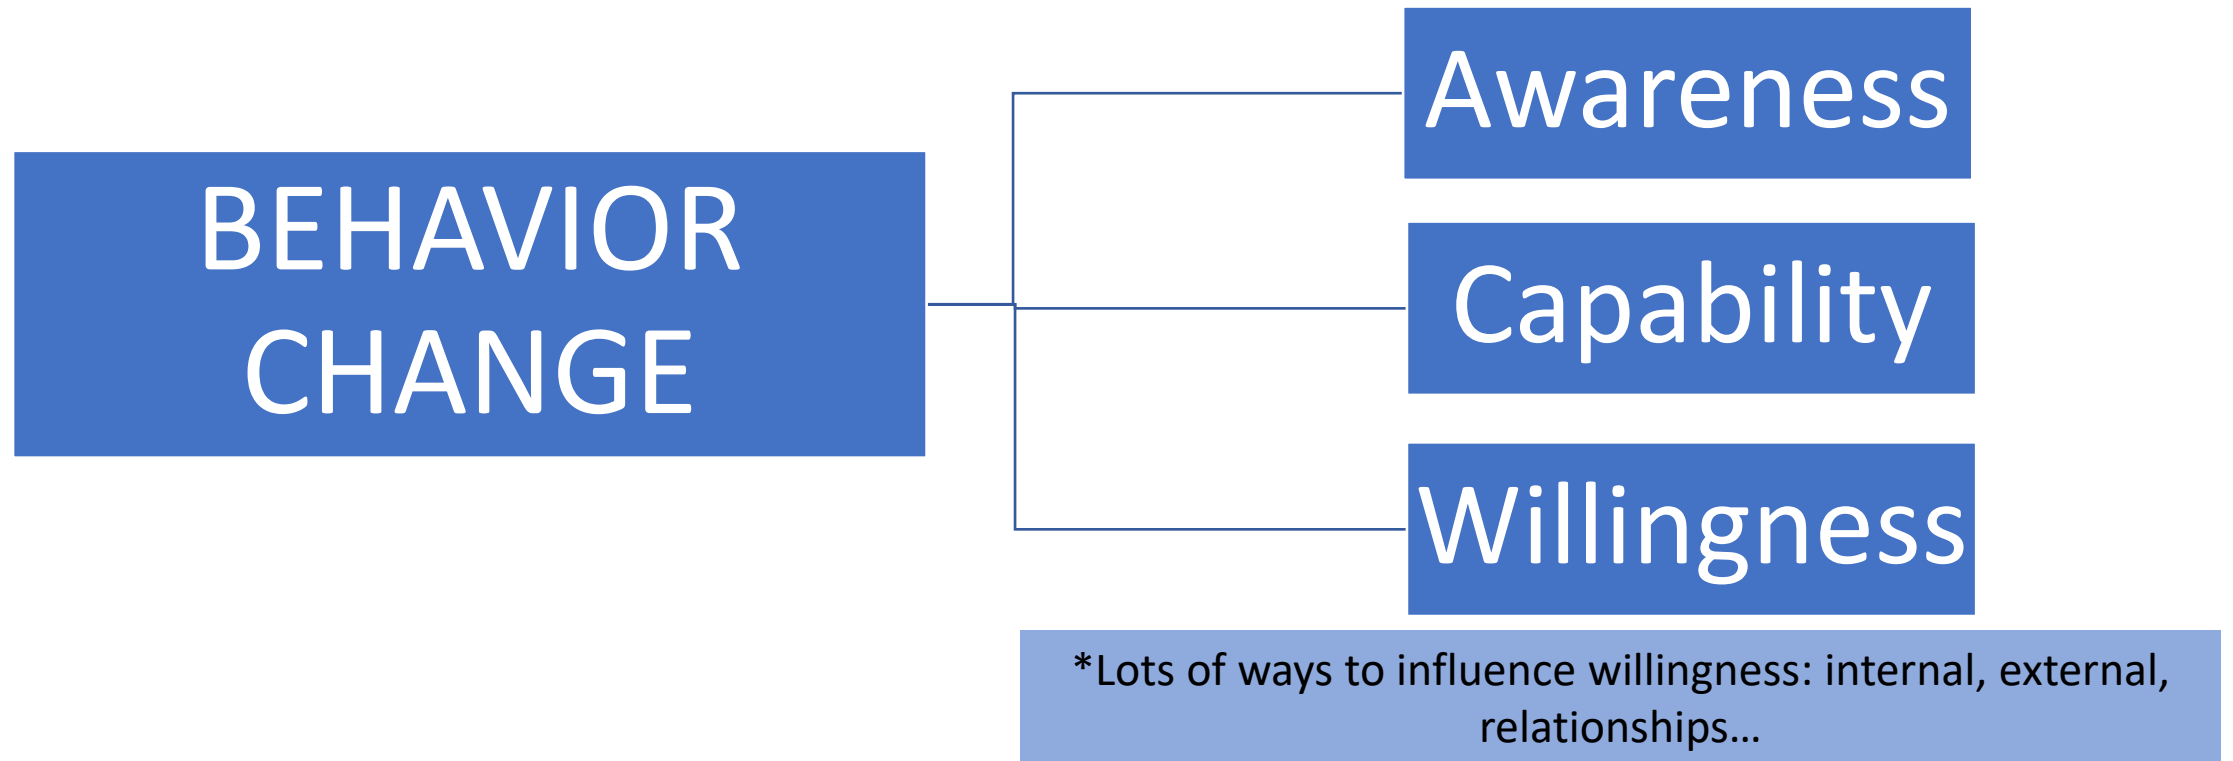 BEHAVIOR
CHANGE
Awareness
Capability
Willingness
*Lots of ways to influence willingness: internal, external,
relationships…